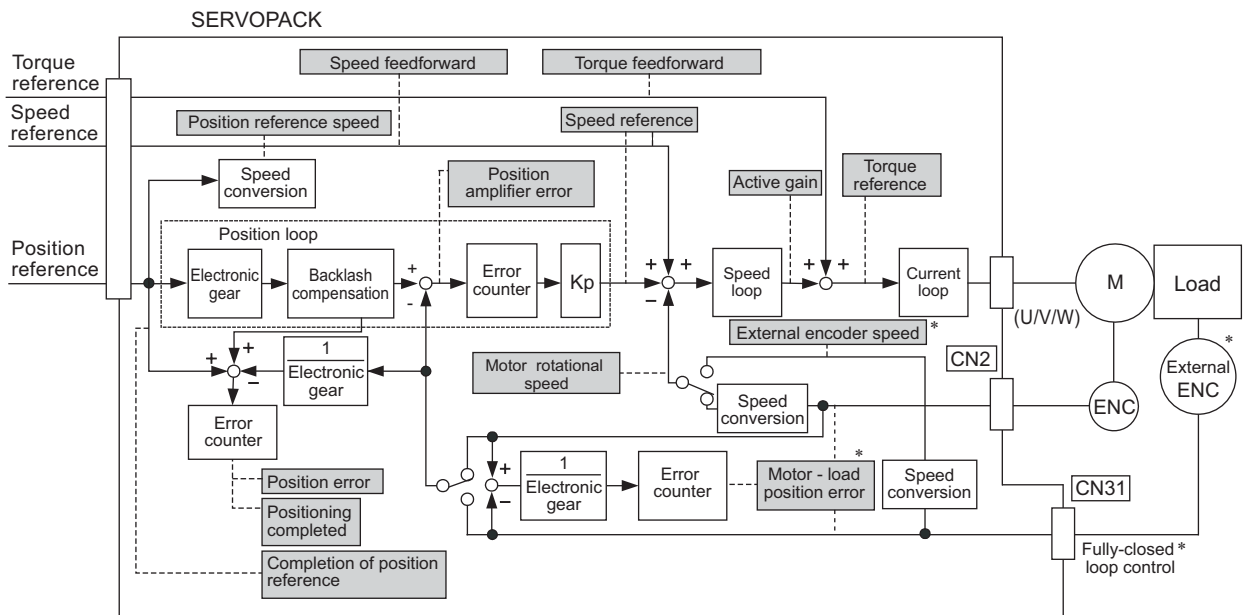 SERVOPACK
Torque
reference
Speed
reference
Position
reference
Speed feedforward
Torque feedforward
Position reference speed
Speed reference
Speed
conversion
Position
amplifier error
Active gain
Torque
reference
Position loop
Electronic
gear
Backlash
compensation
+
-
Error
counter
Kp
+
+
−
Speed
loop
+
+
Current
loop
(U/V/W)
M
Load
External encoder speed *
CN2
*
External
ENC
+
+
−
1
Electronic
gear
Motor rotational
speed
Speed
conversion
ENC
Error
counter
+
−
1
Electronic
gear
Error
counter
*
Motor - load
position error
Speed
conversion
CN31
Position error
Positioning
completed
Completion of position
reference
Fully-closed *
loop control